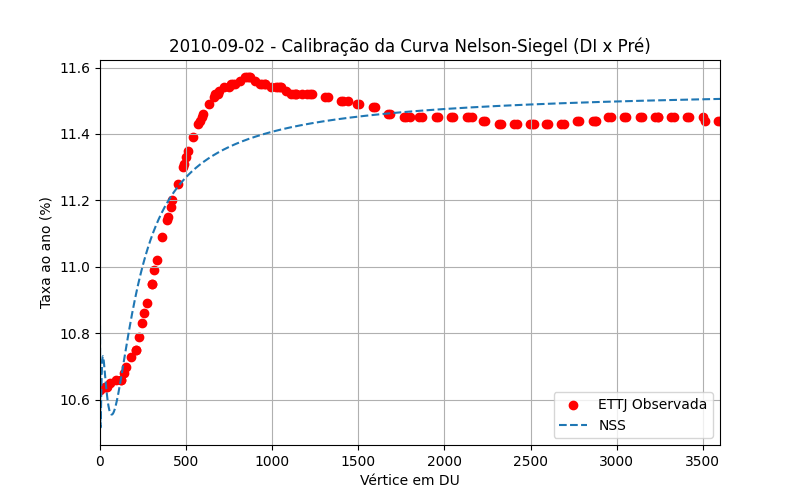 2010-09-02 - Calibração da Curva Nelson-Siegel (DI x Pré)
11.6
11.4
11.2
11.0
10.8
10.6
Taxa ao ano (%)
ETTJ Observada
NSS
0 500 1000 1500 2000 2500 3000 3500
Vértice em DU